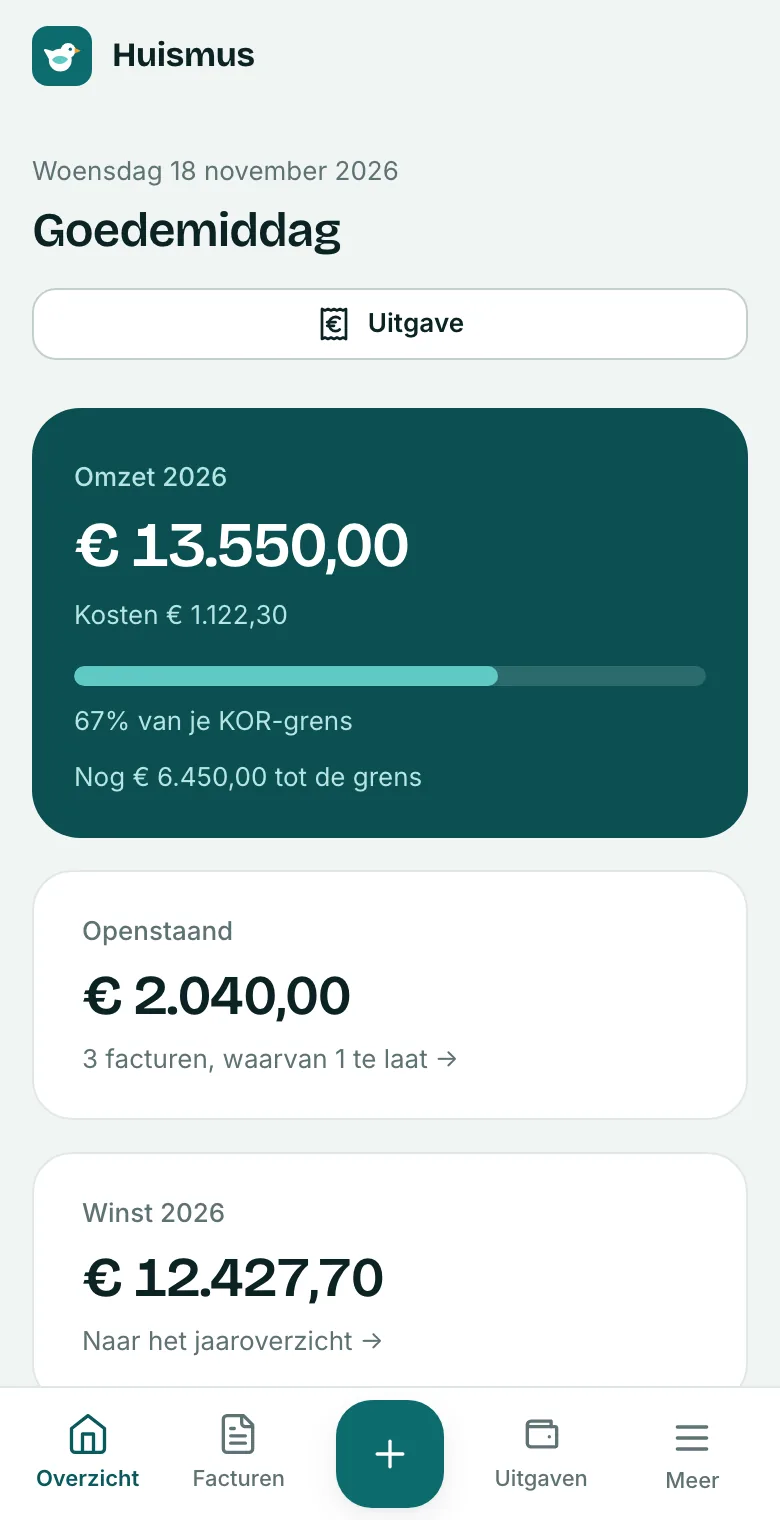 Huismus
Woensdag 18 november 2026
Goedemiddag
Uitgave
Omzet 2026
€ 13.550,00
Kosten € 1.122,30
67% van je KOR-grens
Nog € 6.450,00 tot de grens
Openstaand
€ 2.040,00
3 facturen, waarvan 1 te laat →
Winst 2026
€ 12.427,70
Naar het jaaroverzicht →
Overzicht
Facturen
Uitgaven
Meer